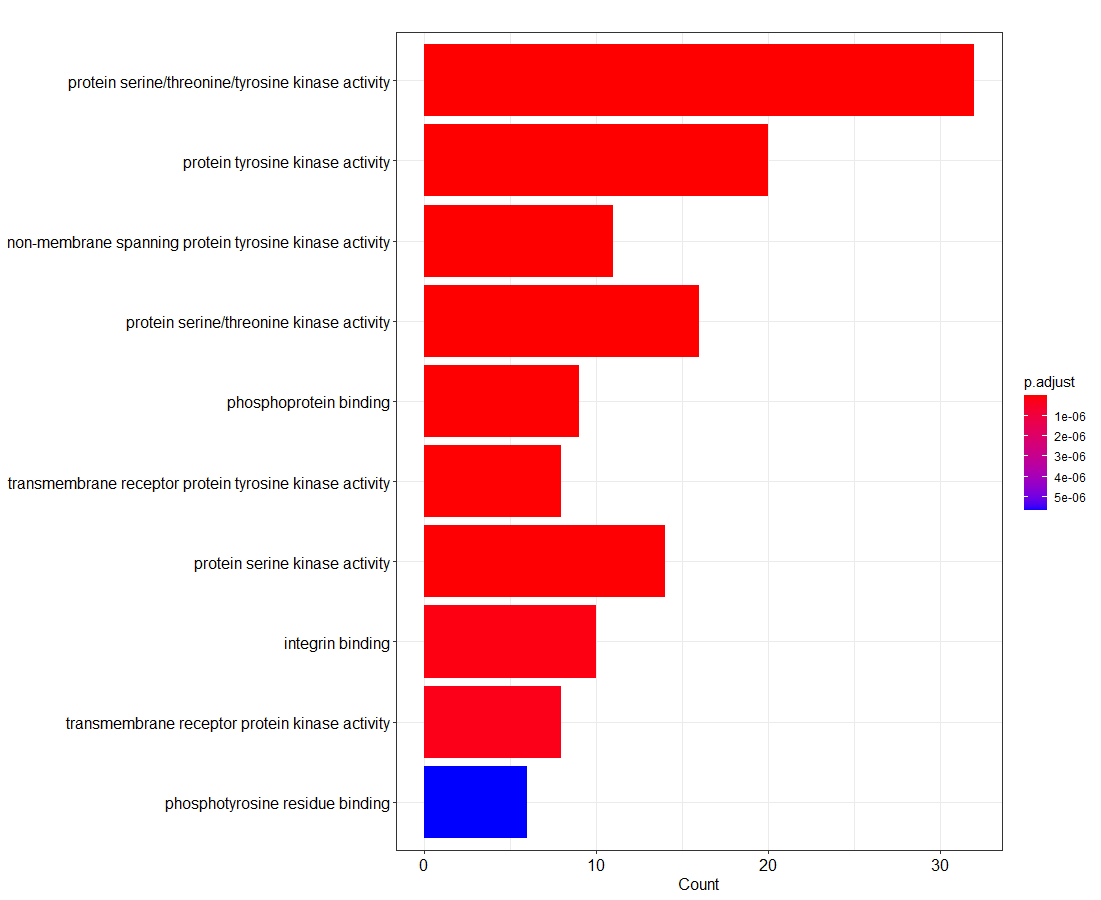 protein serine/threonine/tyrosine kinase activity
protein tyrosine kinase activity
non-membrane spanning protein tyrosine kinase activity
protein serine/threonine kinase activity
phosphoprotein binding
transmembrane receptor protein tyrosine kinase activity
protein serine kinase activity
integrin binding
transmembrane receptor protein kinase activity
phosphotyrosine residue binding
0 10 20 30
Count
p.adjust
1e-06
2e-06
3e-06
4e-06
5e-06